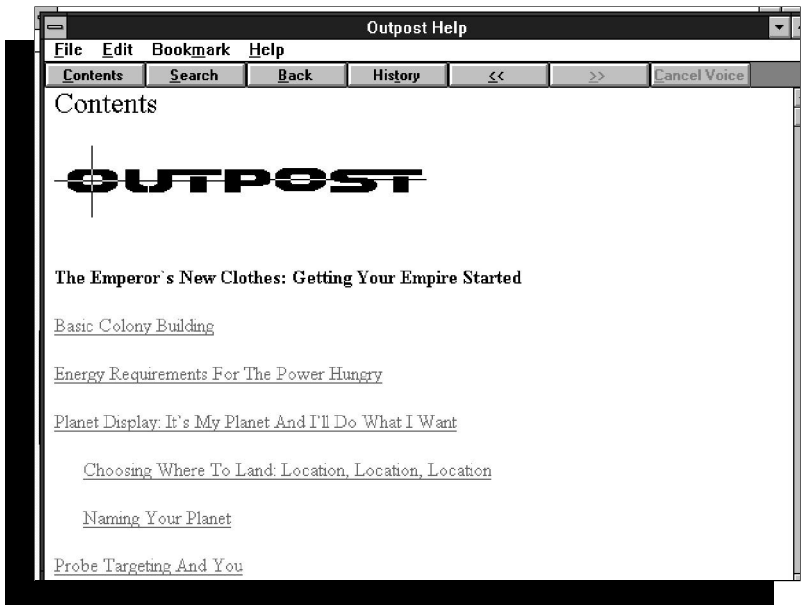 Outpost Help
File Edit Bookmark Help
Contents Search Back History << >> Cancel Voice
Contents
OUTPOST
The Emperor`s New Clothes: Getting Your Empire Started
Basic Colony Building
Energy Requirements For The Power Hungry
Planet Display: It`s My Planet And I'll Do What I Want
Choosing Where To Land: Location, Location, Location
Naming Your Planet
Probe Targeting And You